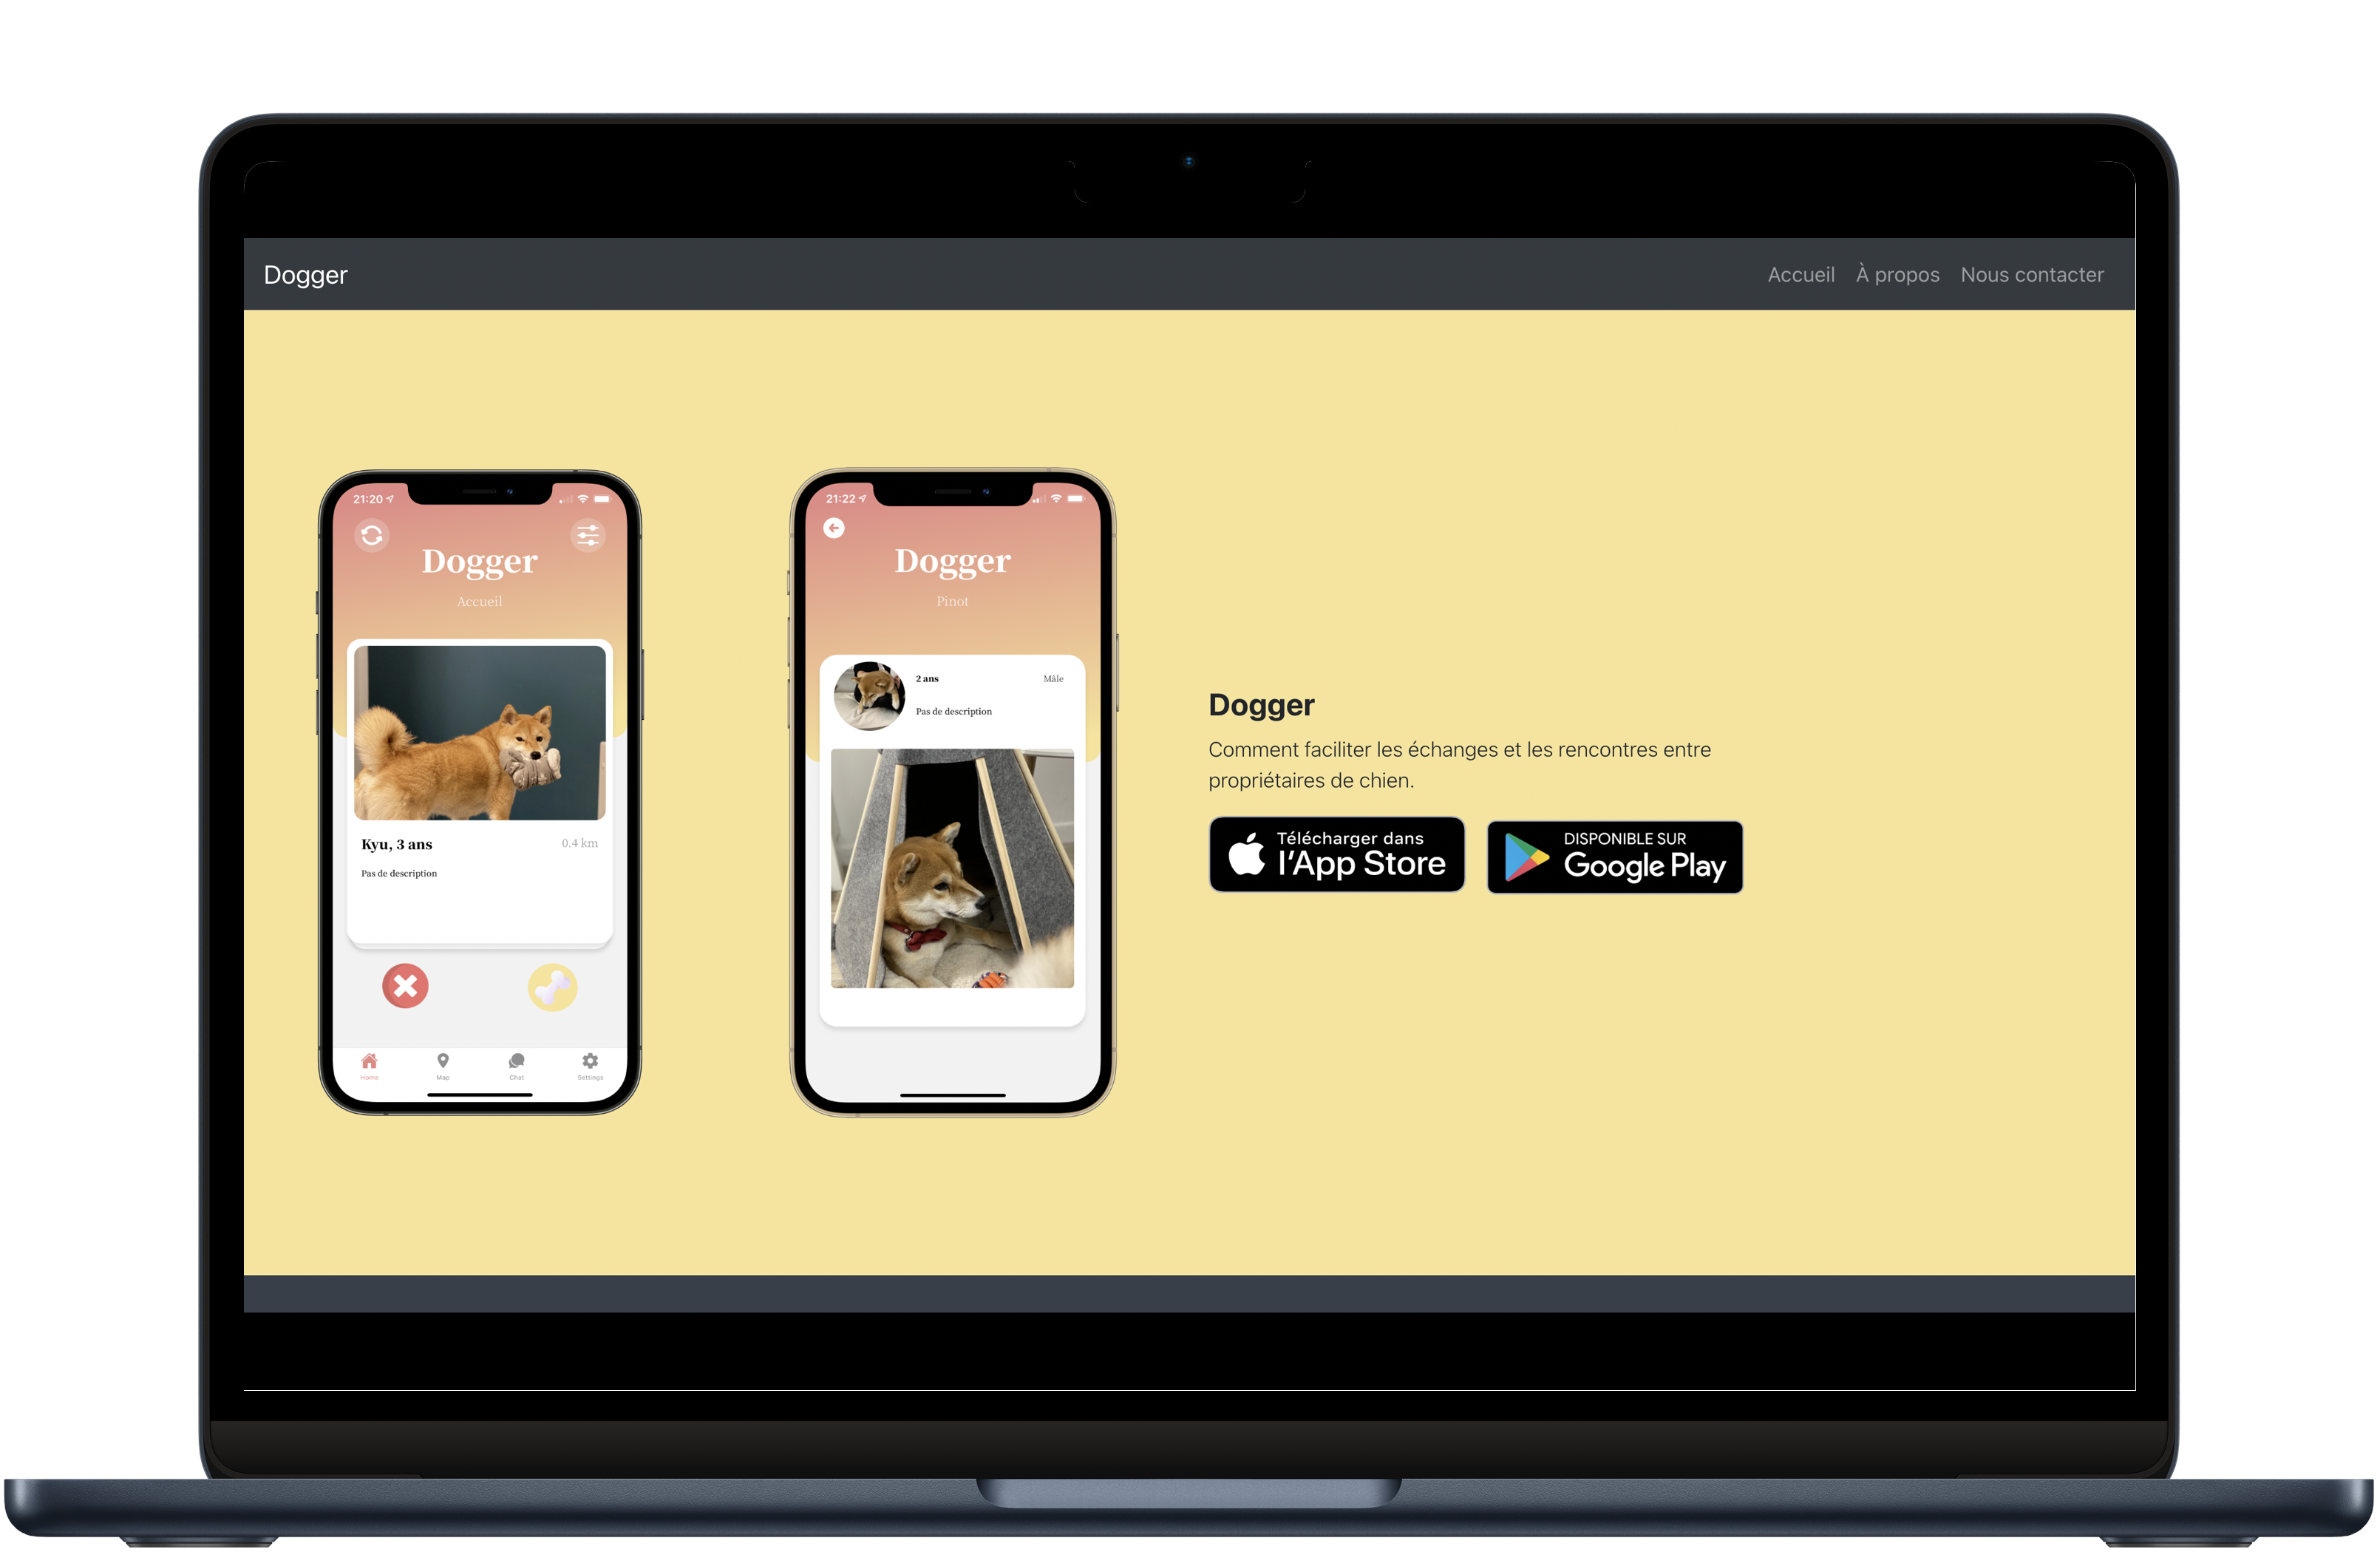 Dogger
Accueil À propos Nous contacter
21:20
Dogger
Accueil
Kyu, 3 ans
0.4 km
Pas de description
Home Map Chat Settings
21:22
Dogger
Pinot
2 ans
Mâle
Pas de description
Dogger
Comment faciliter les échanges et les rencontres entre
propriétaires de chien.
Télécharger dans
l'App Store
DISPONIBLE SUR
Google Play